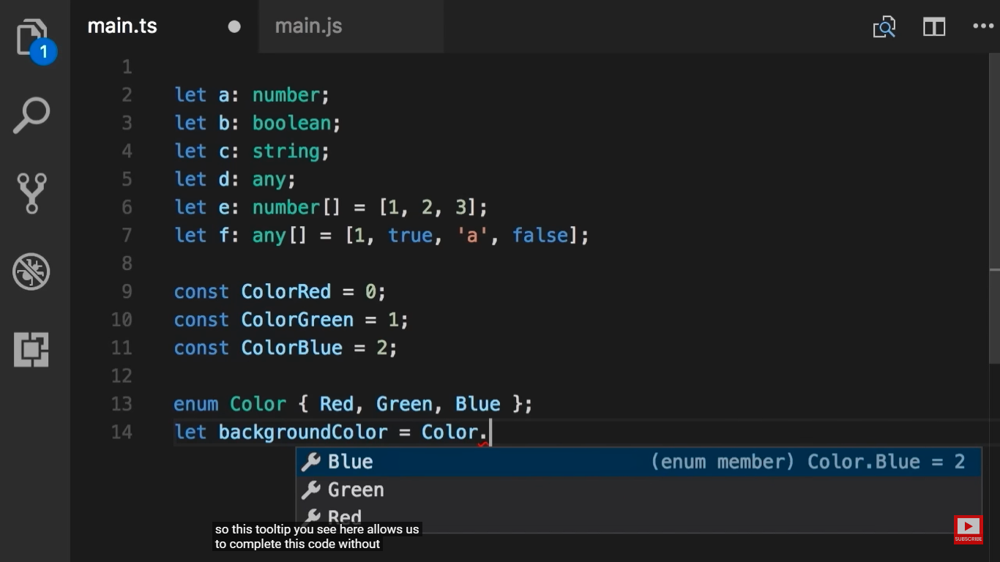 main.ts
main.js
1
1
2 let a: number;
3 let b: boolean;
4 let c: string;
5 let d: any;
6 let e: number[] = [1, 2, 3];
7 let f: any[] = [1, true, 'a', false];
8
9 const ColorRed = 0;
10 const ColorGreen = 1;
11 const ColorBlue = 2;
12
13 enum Color { Red, Green, Blue };
14 let backgroundColor = Color.
Blue (enum member) Color.Blue = 2
Green
Red
so this tooltip you see here allows us
to complete this code without
SUBSCRIBE